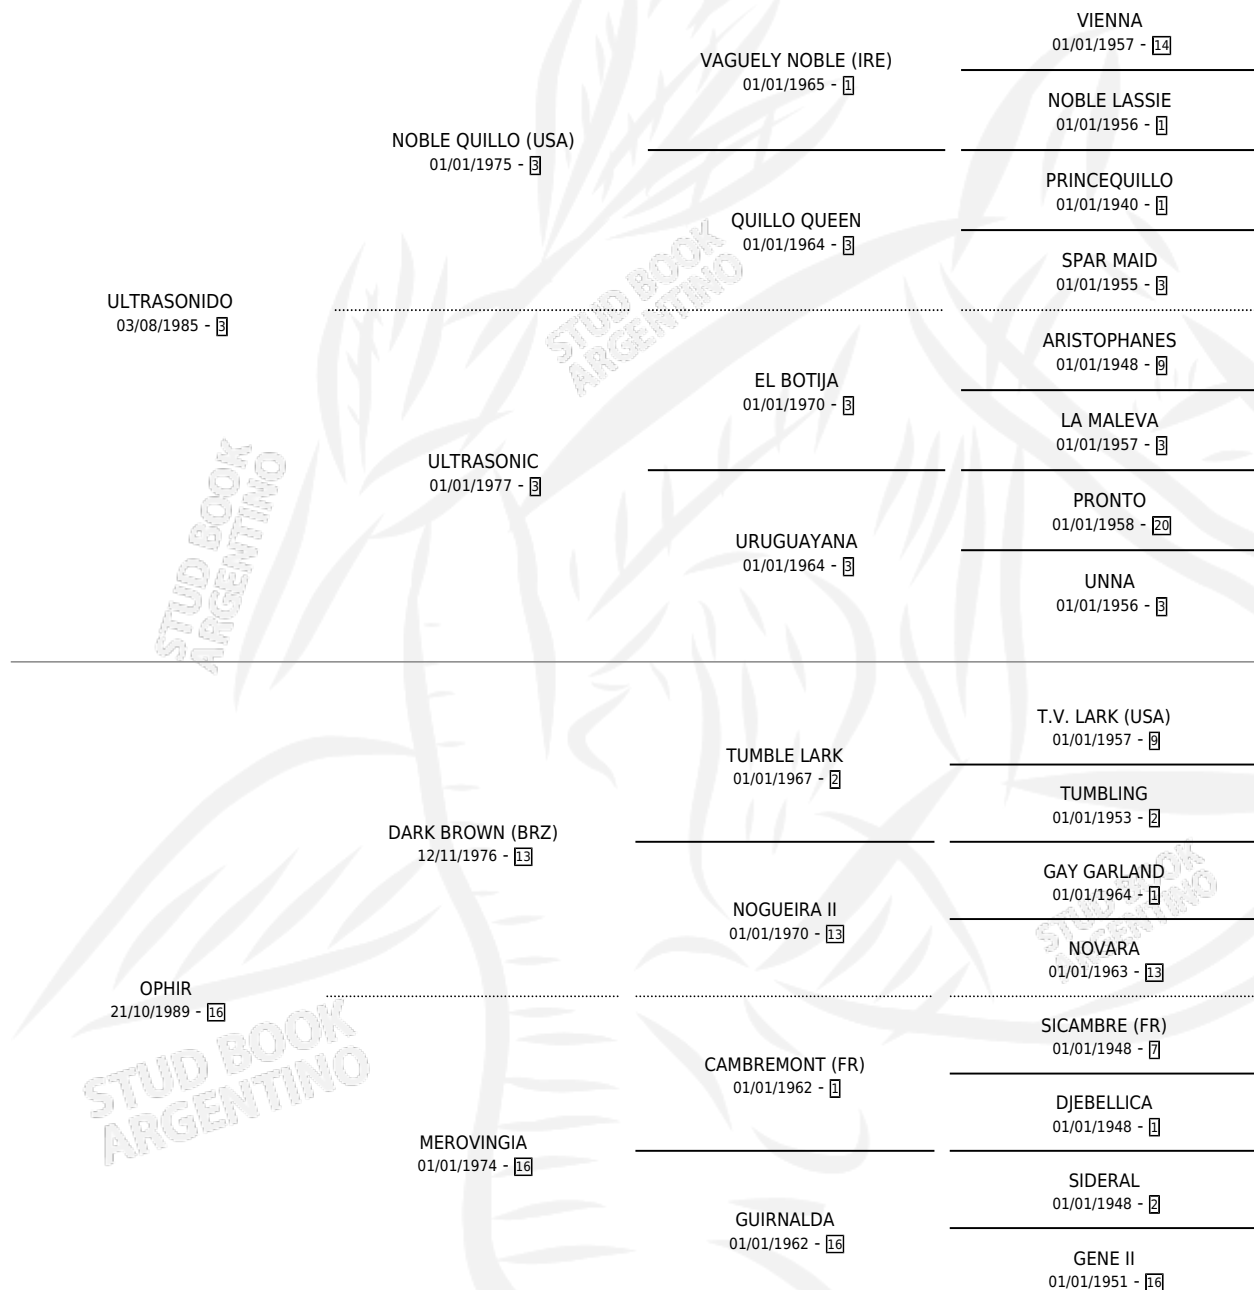 ULTRASONIDO
03/08/1985 - 3
NOBLE QUILLO (USA)
01/01/1975 - 3
VAGUELY NOBLE (IRE)
01/01/1965 - 1
VIENNA
01/01/1957 - 14
NOBLE LASSIE
01/01/1956 - 1
QUILLO QUEEN
01/01/1964 - 3
PRINCEQUILLO
01/01/1940 - 1
SPAR MAID
01/01/1955 - 3
ULTRASONIC
01/01/1977 - 3
EL BOTIJA
01/01/1970 - 3
ARISTOPHANES
01/01/1948 - 9
LA MALEVA
01/01/1957 - 3
URUGUAYANA
01/01/1964 - 3
PRONTO
01/01/1958 - 20
UNNA
01/01/1956 - 3
OPHIR
21/10/1989 - 16
DARK BROWN (BRZ)
12/11/1976 - 13
TUMBLE LARK
01/01/1967 - 2
T.V. LARK (USA)
01/01/1957 - 9
TUMBLING
01/01/1953 - 2
NOGUEIRA II
01/01/1970 - 13
GAY GARLAND
01/01/1964 - 1
NOVARA
01/01/1963 - 13
MEROVINGIA
01/01/1974 - 16
CAMBREMONT (FR)
01/01/1962 - 1
SICAMBRE (FR)
01/01/1948 - 7
DJEBELLICA
01/01/1948 - 1
GUIRNALDA
01/01/1962 - 16
SIDERAL
01/01/1948 - 2
GENE II
01/01/1951 - 16
STUD BOOK
ARGENTINO
STUD BOOK
ARGENTINO
STUD BOOK
ARGENTINO
STUD BOOK
ARGENTINO